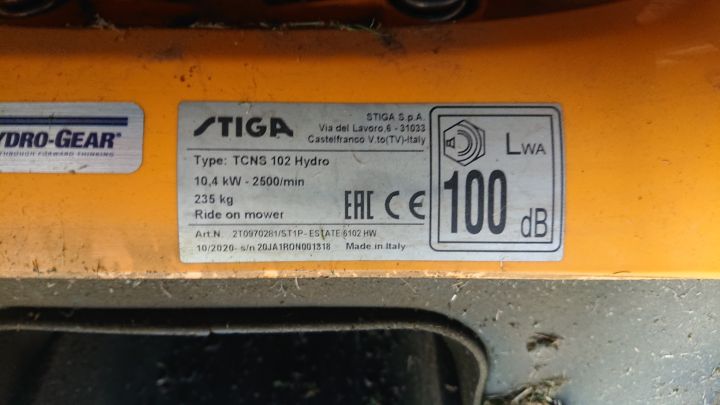 YDRO-GEAR®
THROUGH FORWARD THINKING
STIGA
STIGA S.p.A.
Via del Lavoro,6 - 31033
Castelfranco V.to(TV)-Italy
Type: TCNS 102 Hydro
10,4 kW - 2500/min
235 kg
Ride on mower
EAC CE
Art.N 2T0970281/ST1P - ESTATE 6102 HW
10/2020- s/n 20JA1RON001318 Made in Italy
LWA
100 dB